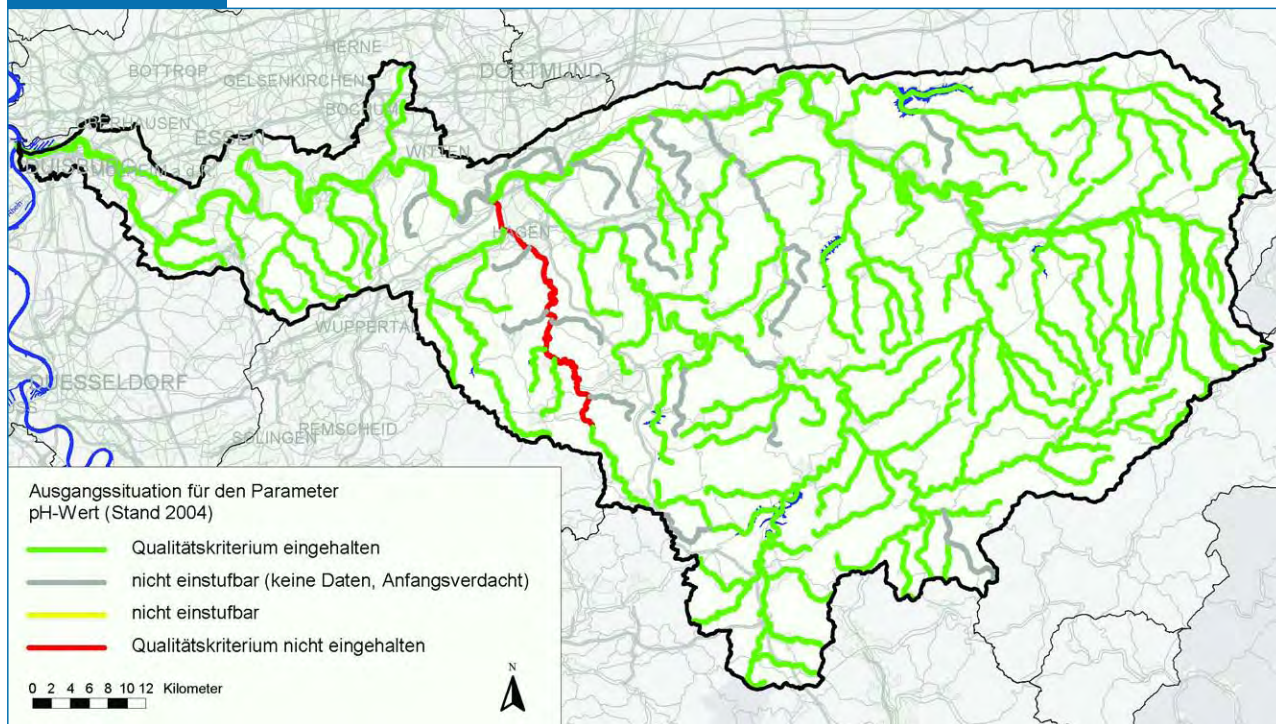 HERNE
BOTTROP
GELSENKIRCHEN
DORTMUND
BOCHUM
OBERHAUSEN
ESSEN
WITTEN
HAGEN
WUPPERTAL
DUESSELDORF
REMSCHEID
SOLINGEN
Ausgangssituation für den Parameter
pH-Wert (Stand 2004)
Qualitätskriterium eingehalten
nicht einstufbar (keine Daten, Anfangsverdacht)
nicht einstufbar
Qualitätskriterium nicht eingehalten
0 2 4 6 8 10 12 Kilometer
N